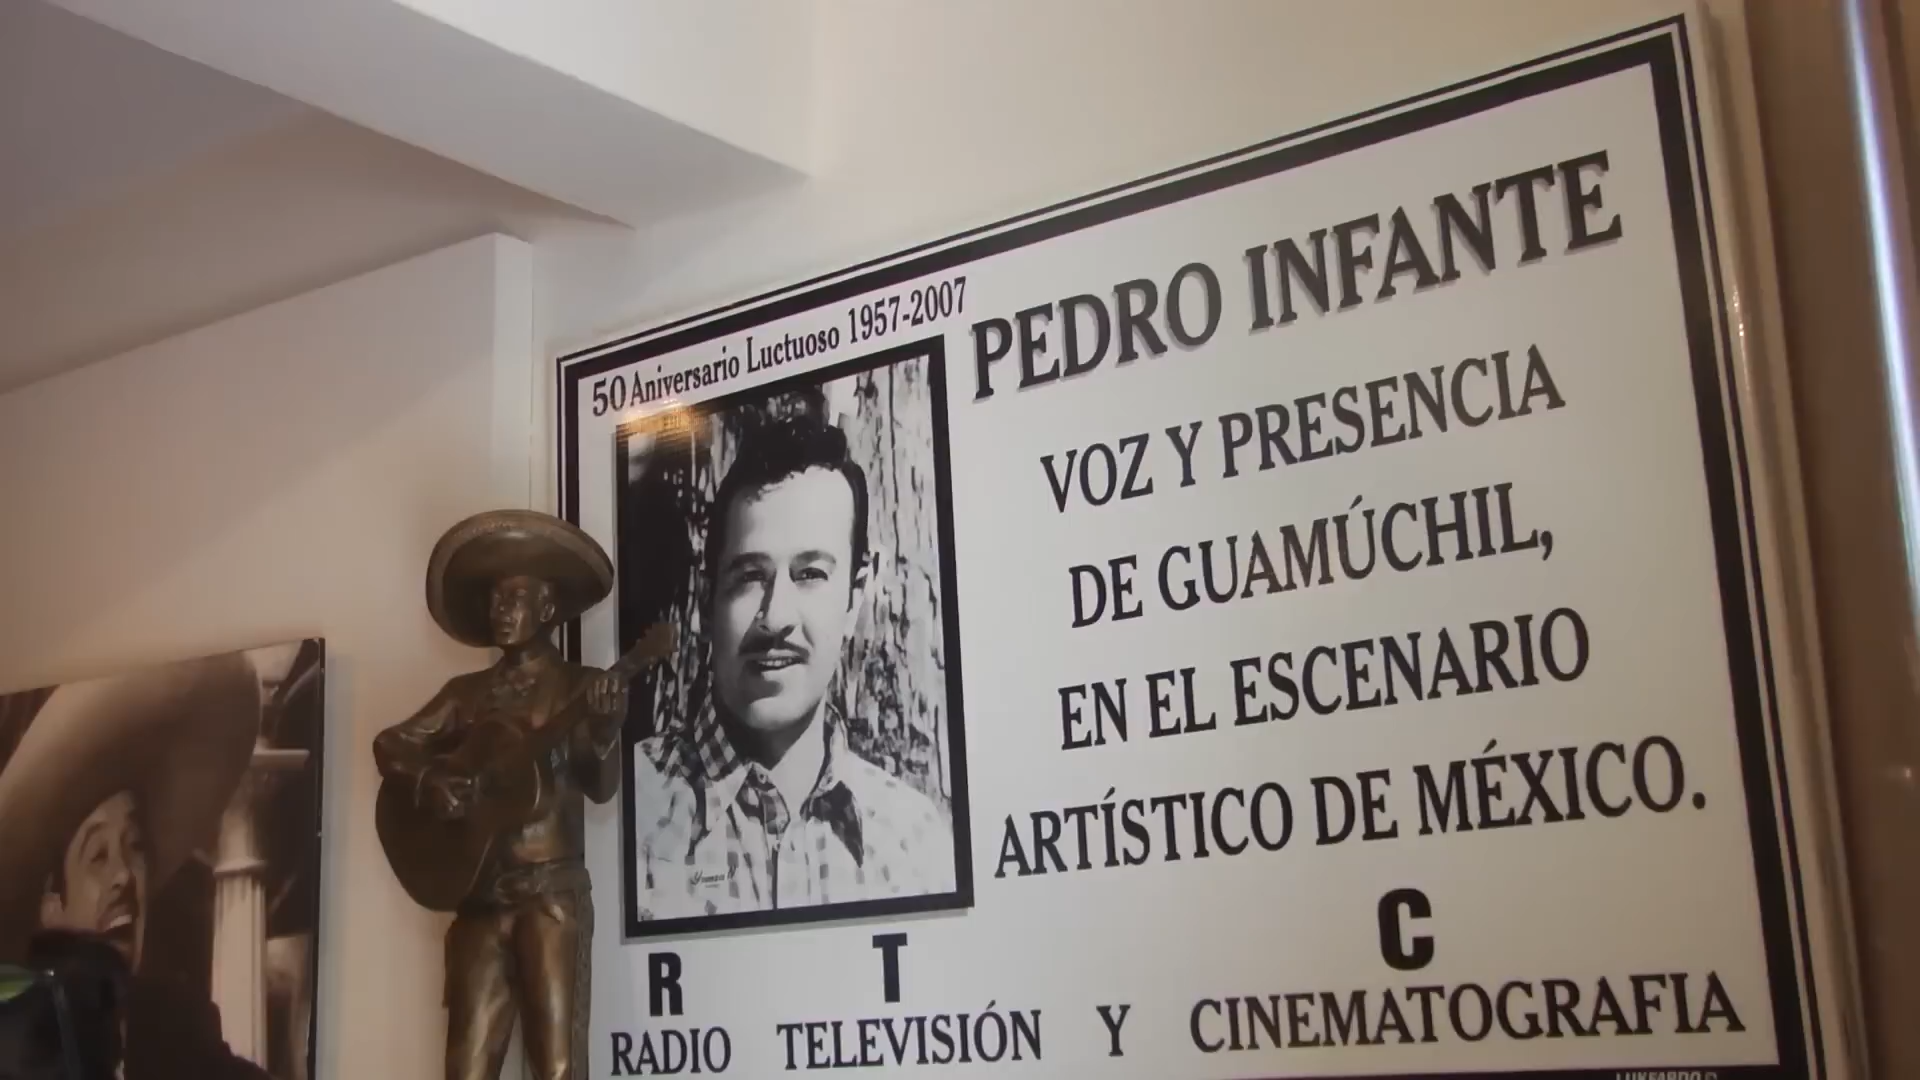 50 Aniversario Luctuoso 1957-2007
PEDRO INFANTE
VOZ Y PRESENCIA
DE GUAMÚCHIL,
EN EL ESCENARIO
ARTÍSTICO DE MÉXICO.
R T C
RADIO TELEVISIÓN Y CINEMATOGRAFIA